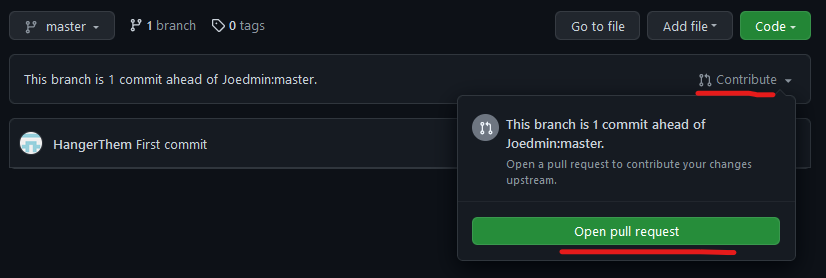 master
1 branch
0 tags
Go to file
Add file
Code
This branch is 1 commit ahead of Joedmin:master.
Contribute
HangerThem First commit
This branch is 1 commit ahead of
Joedmin:master.
Open a pull request to contribute your changes
upstream.
Open pull request